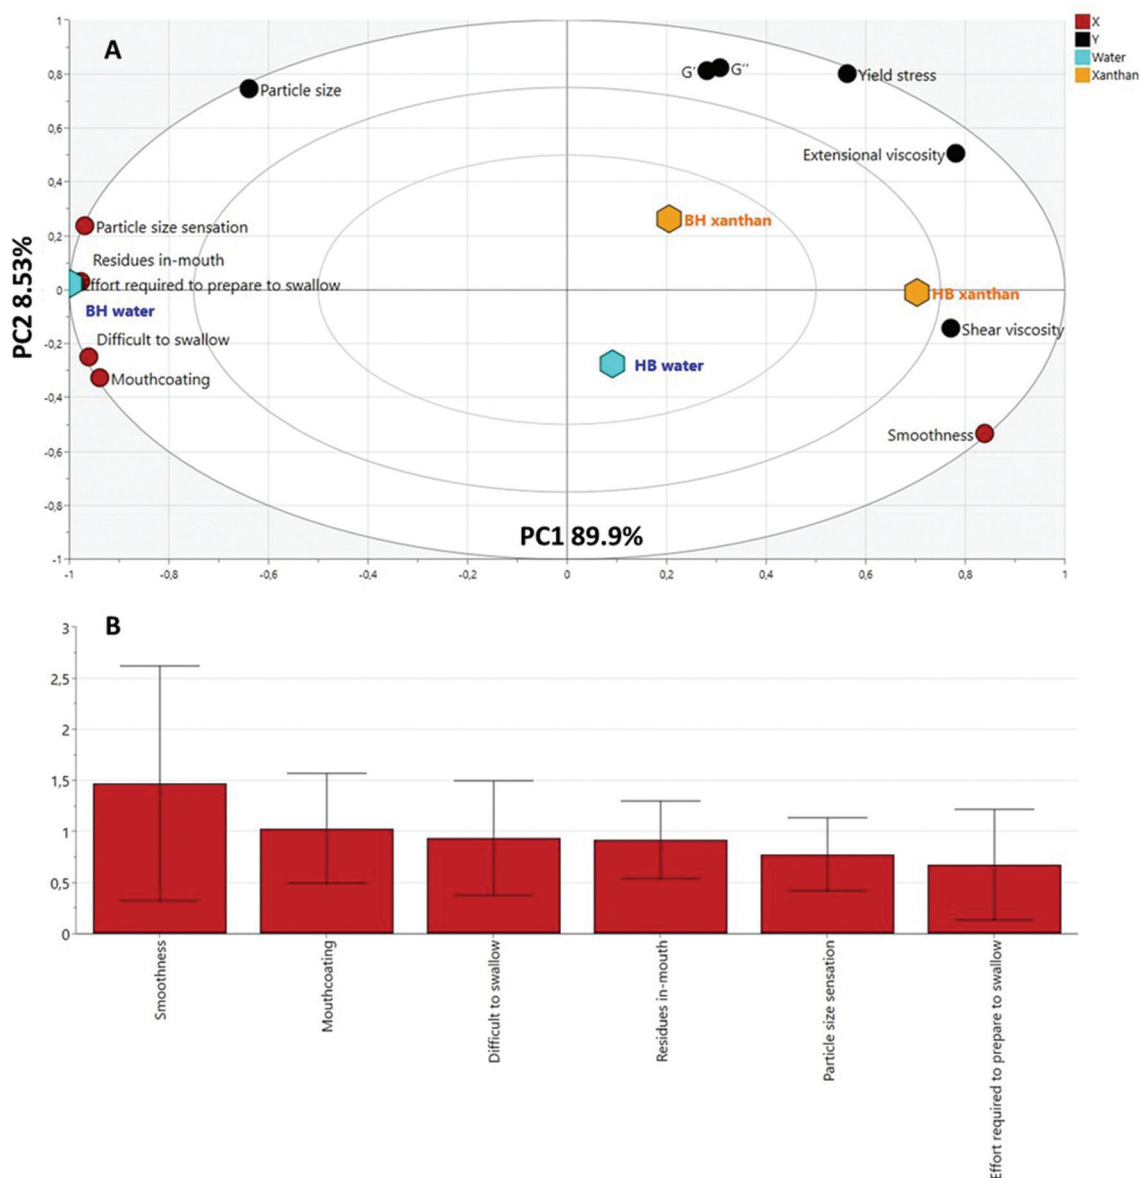 A
X
Y
Water
Xanthan
1
0,8
0,6
0,4
0,2
0
-0,2
-0,4
-0,6
-0,8
-1
PC2 8.53%
Particle size
G´
G´´
Yield stress
Extensional viscosity
BH xanthan
Particle size sensation
Residues in-mouth
Effort required to prepare to swallow
BH water
HB xanthan
Shear viscosity
Difficult to swallow
HB water
Mouthcoating
Smoothness
PC1 89.9%
-1 -0,8 -0,6 -0,4 -0,2 0 0,2 0,4 0,6 0,8 1
B
3
2,5
2
1,5
1
0,5
0
Smoothness
Mouthcoating
Difficult to swallow
Residues in-mouth
Particle size sensation
Effort required to prepare to swallow